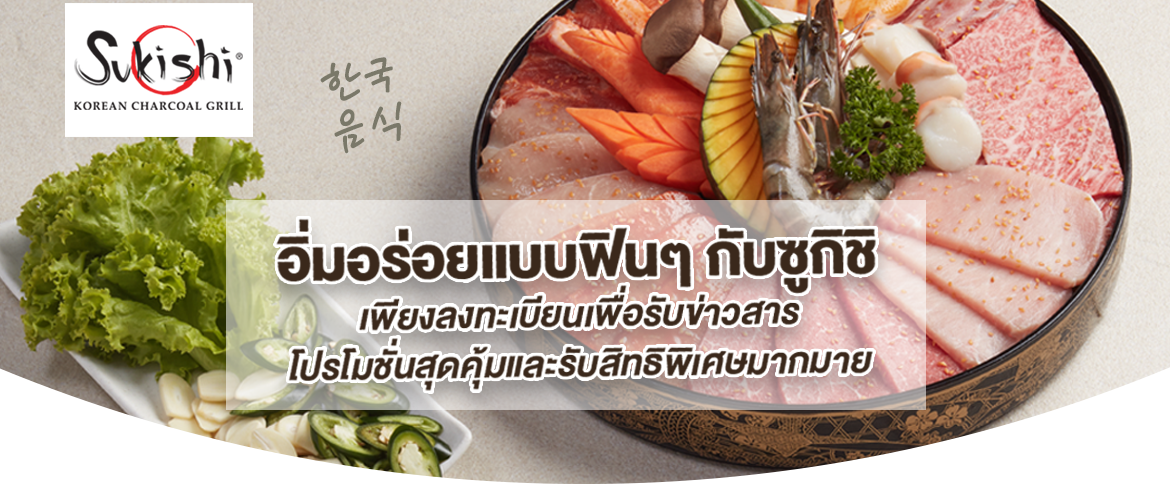 Sukishi®
KOREAN CHARCOAL GRILL
한국
음식
อิ่มอร่อยแบบฟินๆ กับซูกิชิ
เพียงลงทะเบียนเพื่อรับข่าวสาร
โปรโมชั่นสุดคุ้มและรับสิทธิพิเศษมากมาย